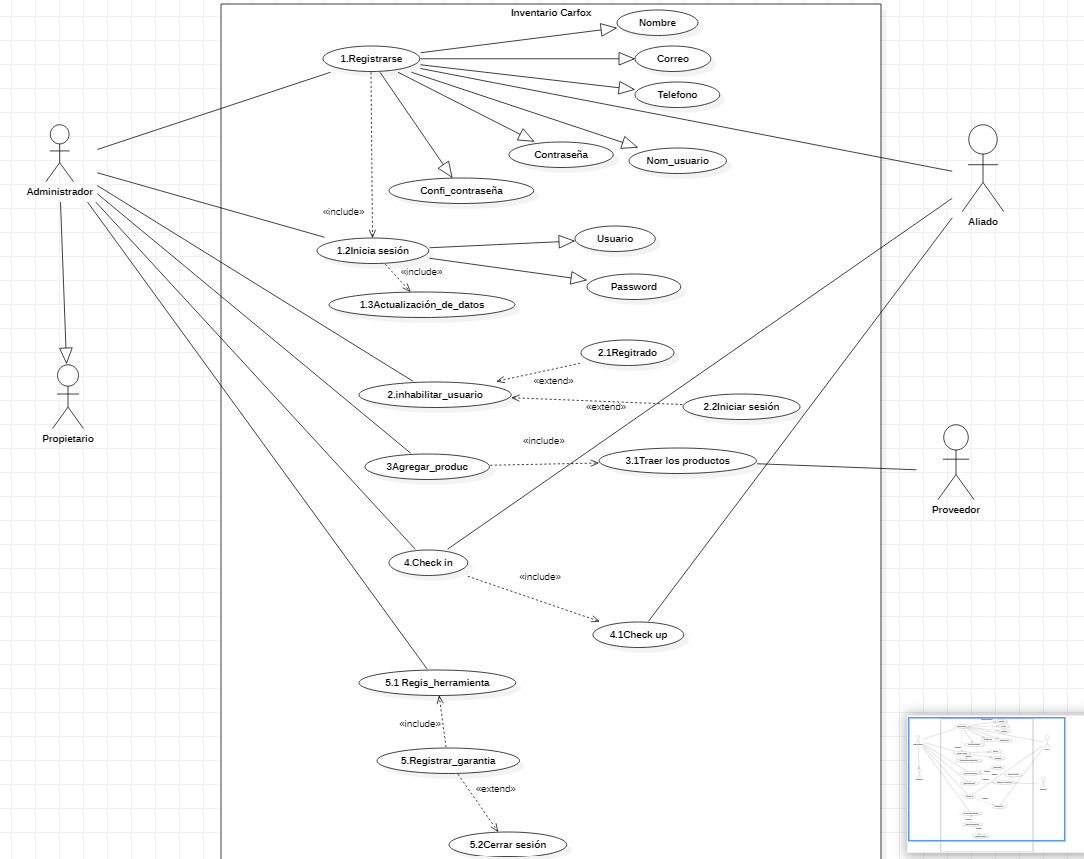 Inventario Carfox
Nombre
1.Registrarse
Correo
Telefono
Contraseña
Nom_usuario
Administrador
Confi_contraseña
«include»
Aliado
Usuario
1.2Inicia sesión
«include»
Password
1.3Actualización_de_datos
2.1Regitrado
«extend»
2.inhabilitar_usuario
«extend»
2.2Iniciar sesión
Propietario
«include»
3Agregar_produc
3.1Traer los productos
Proveedor
4.Check in
«include»
4.1Check up
5.1 Regis_herramienta
«include»
5.Registrar_garantia
«extend»
5.2Cerrar sesión